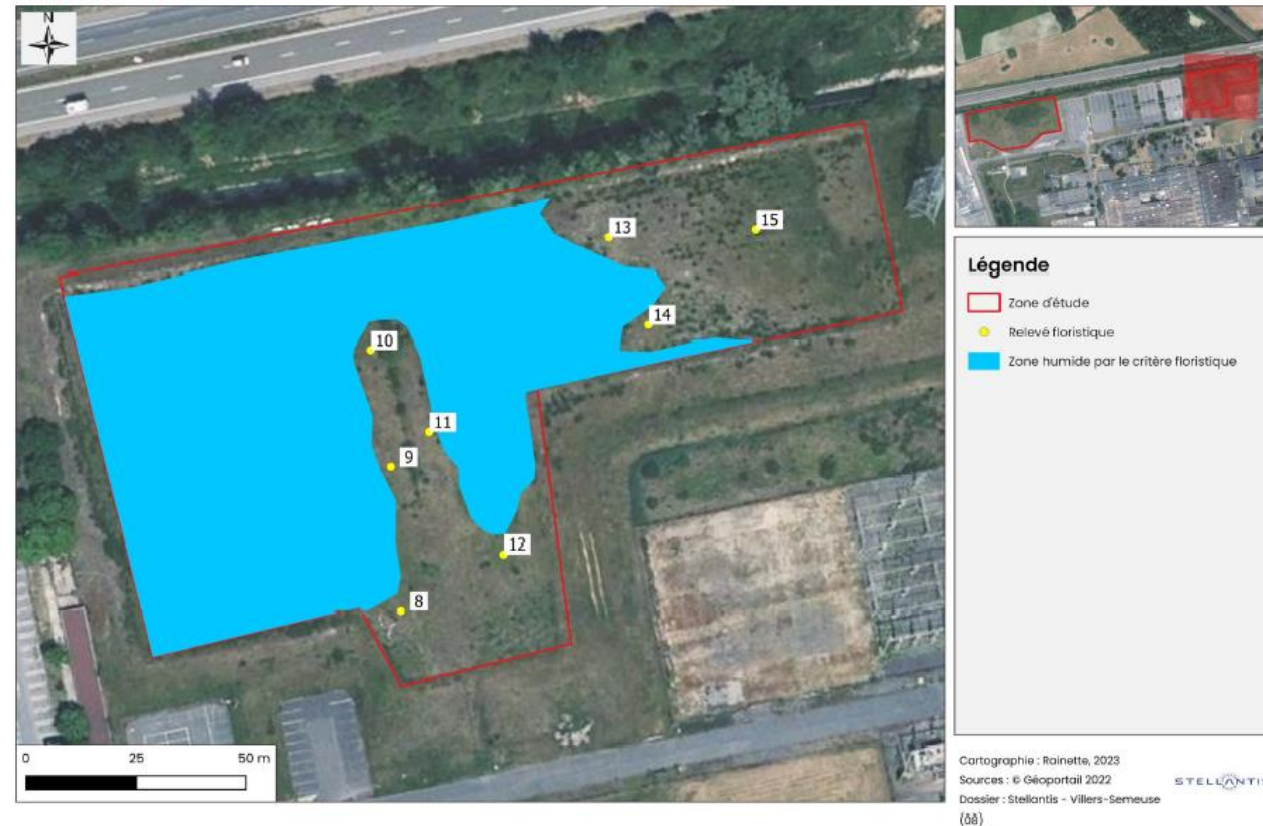 N
13
15
14
10
11
9
12
8
0 25 50 m
Légende
Zone d'étude
Relevé floristique
Zone humide par le critère floristique
Cartographie : Rainette, 2023
Sources : © Géoportail 2022
Dossier : Stellantis - Villers-Semeuse
STELLANTIS